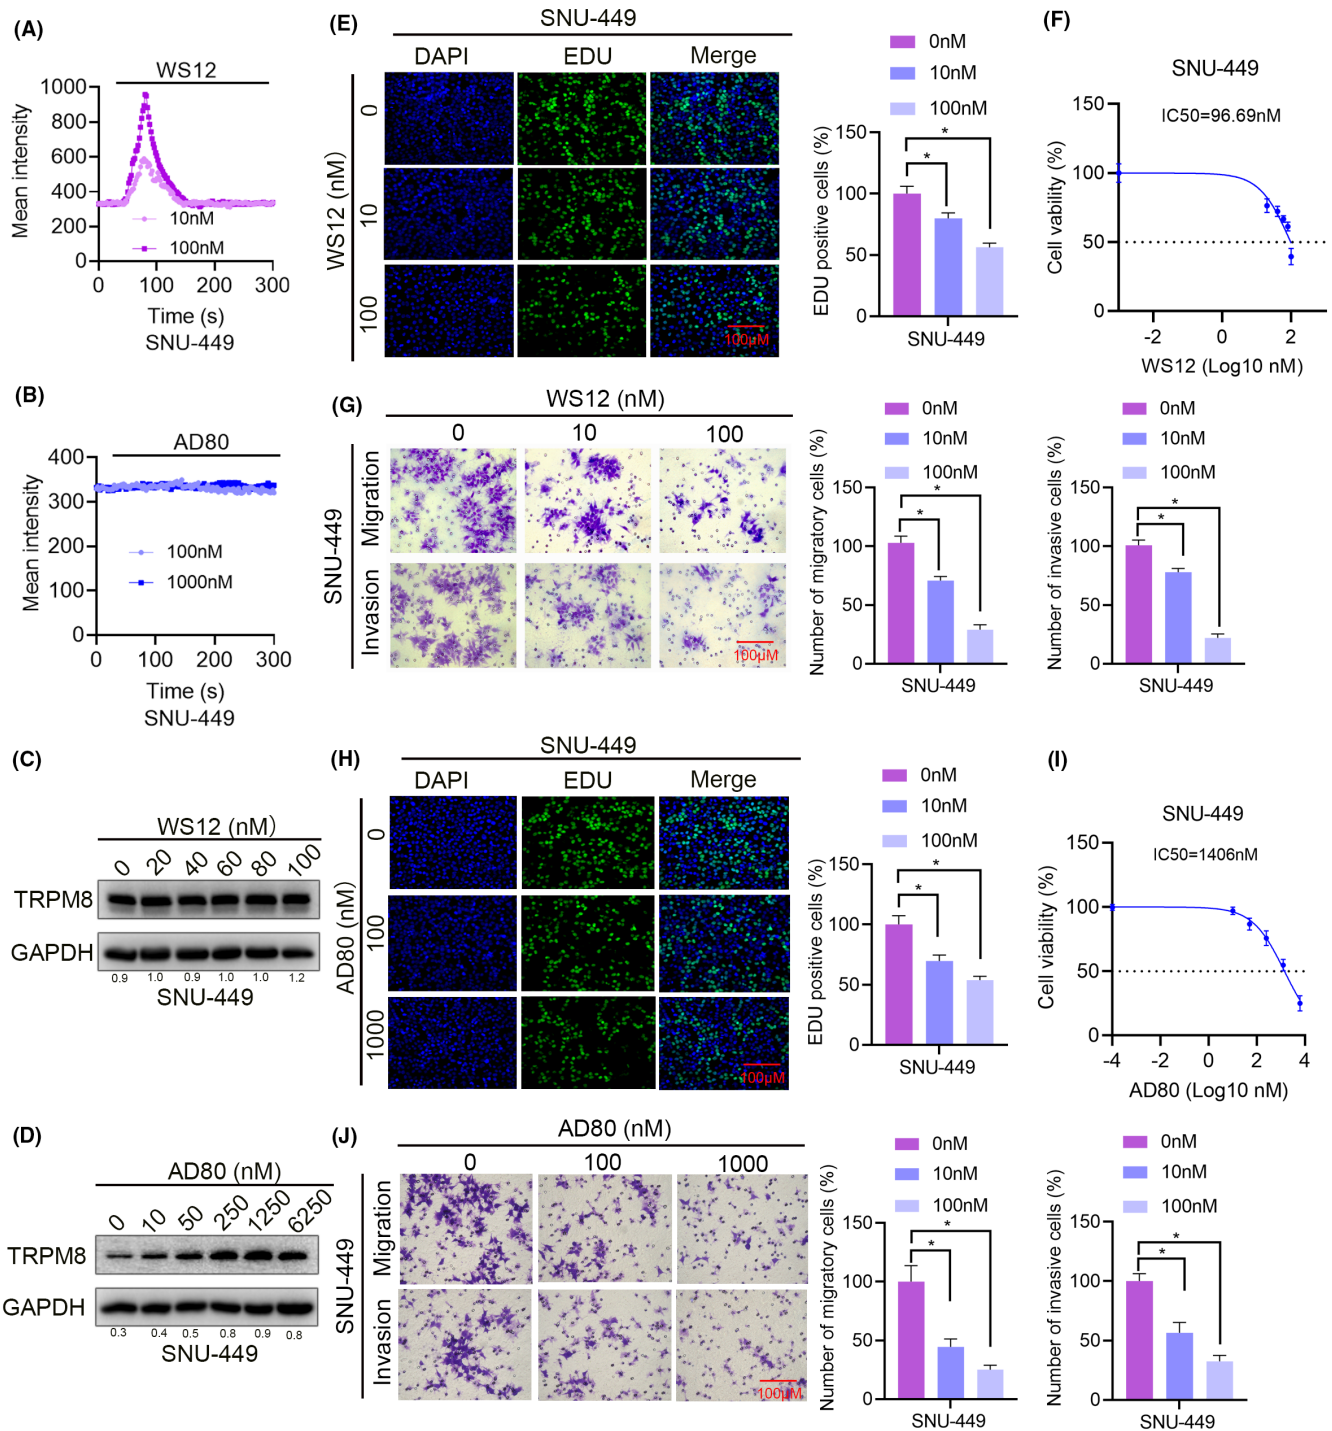 (A)
WS12
Mean intensity
1000
800
600
400
200
0
10nM
100nM
0 100 200 300
Time (s)
SNU-449
(B)
AD80
Mean intensity
400
300
200
100
0
100nM
1000nM
0 100 200 300
Time (s)
SNU-449
(C)
WS12 (nM)
0 20 40 60 80 100
TRPM8
GAPDH
0.9 1.0 0.9 1.0 1.0 1.2
SNU-449
(D)
AD80 (nM)
0 10 50 250 1250 6250
TRPM8
GAPDH
0.3 0.4 0.5 0.8 0.9 0.8
SNU-449
(E)
SNU-449
DAPI EDU Merge
WS12 (nM)
0
10
100
100μM
0nM
10nM
100nM
EDU positive cells (%)
150
100
50
0
* 
*
SNU-449
(F)
SNU-449
IC50=96.69nM
Cell viability (%)
150
100
50
0
-2 0 2
WS12 (Log10 nM)
(G)
WS12 (nM)
0 10 100
SNU-449
Migration
Invasion
100μM
0nM
10nM
100nM
Number of migratory cells (%)
150
100
50
0
*
*
SNU-449
0nM
10nM
100nM
Number of invasive cells (%)
150
100
50
0
*
*
SNU-449
(H)
SNU-449
DAPI EDU Merge
AD80 (nM)
0
100
1000
100μM
0nM
10nM
100nM
EDU positive cells (%)
150
100
50
0
*
*
SNU-449
(I)
SNU-449
IC50=1406nM
Cell viability (%)
150
100
50
0
-4 -2 0 2 4
AD80 (Log10 nM)
(J)
AD80 (nM)
0 100 1000
SNU-449
Migration
Invasion
100μM
0nM
10nM
100nM
Number of migratory cells (%)
150
100
50
0
*
*
SNU-449
0nM
10nM
100nM
Number of invasive cells (%)
150
100
50
0
*
*
SNU-449